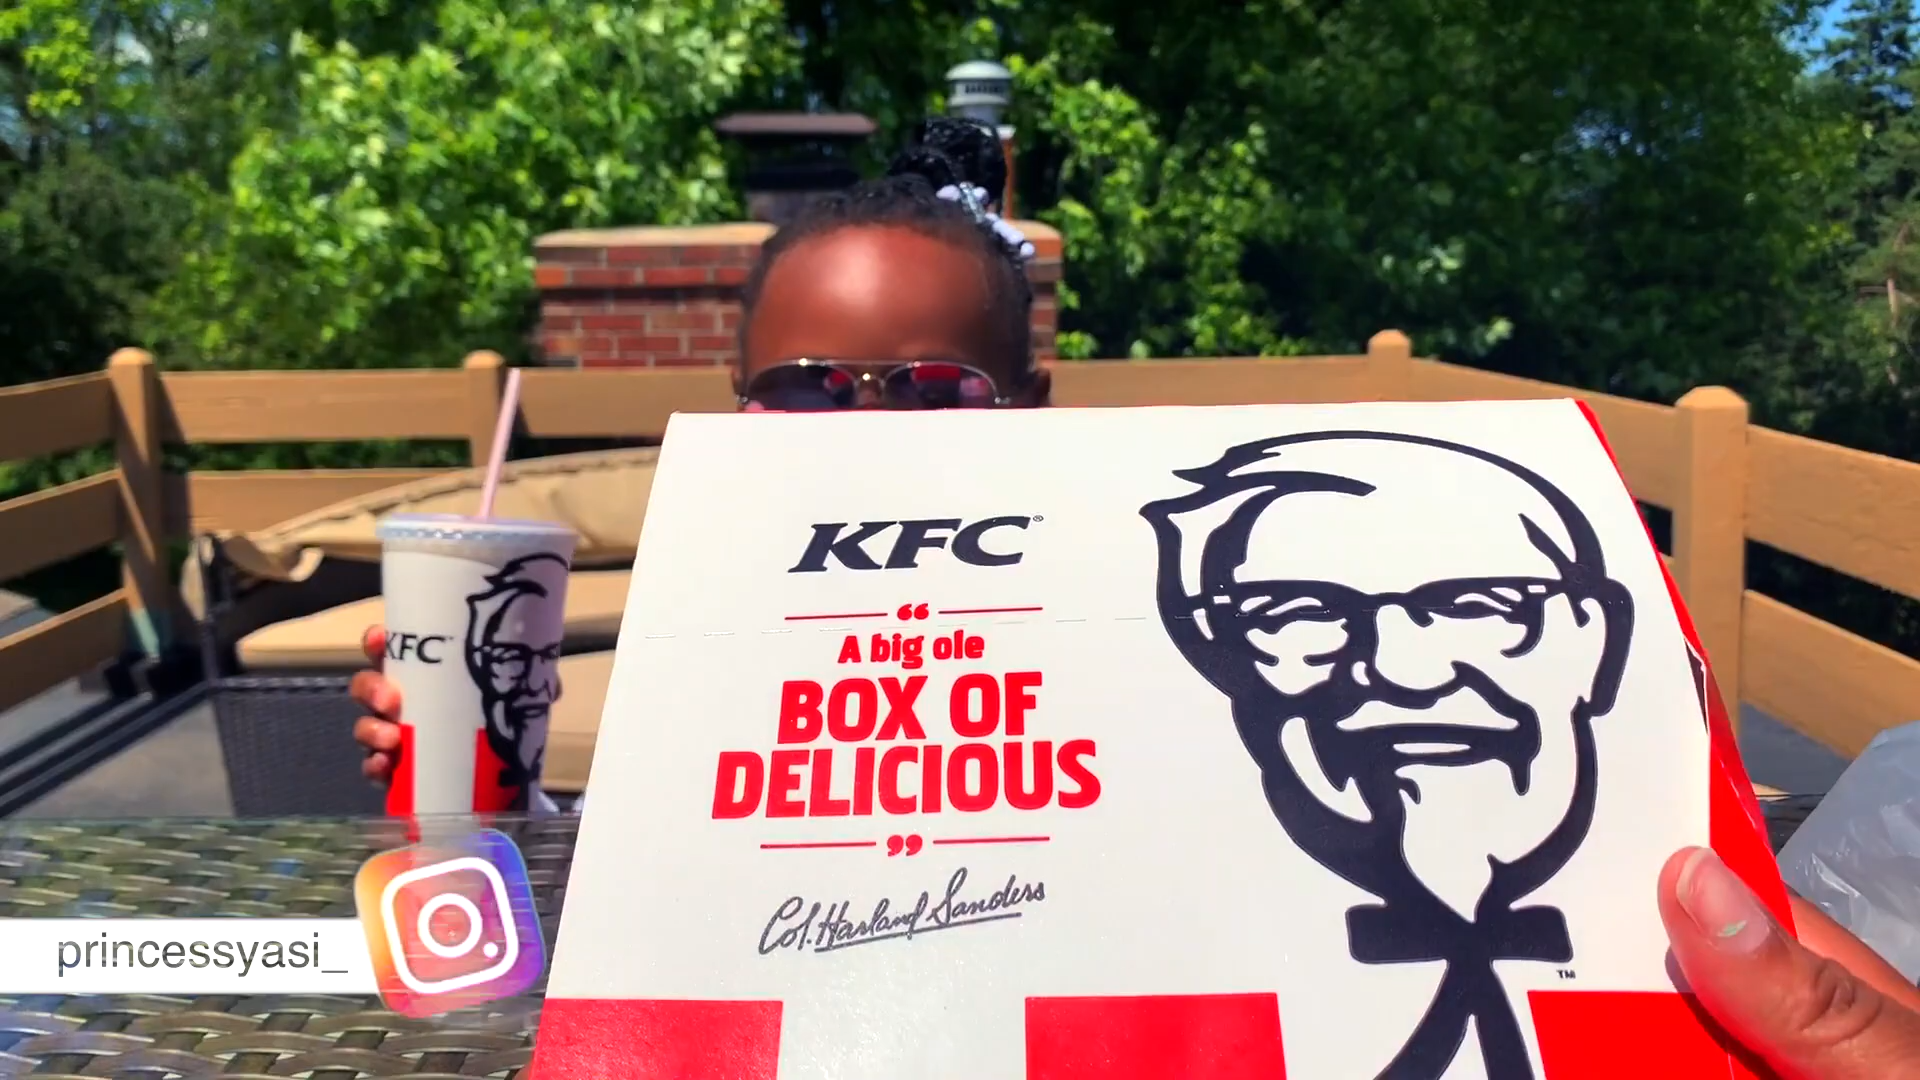 KFC®
“
A big ole
BOX OF
DELICIOUS
”
Col. Harland Sanders
TM
KFC
princessyasi_